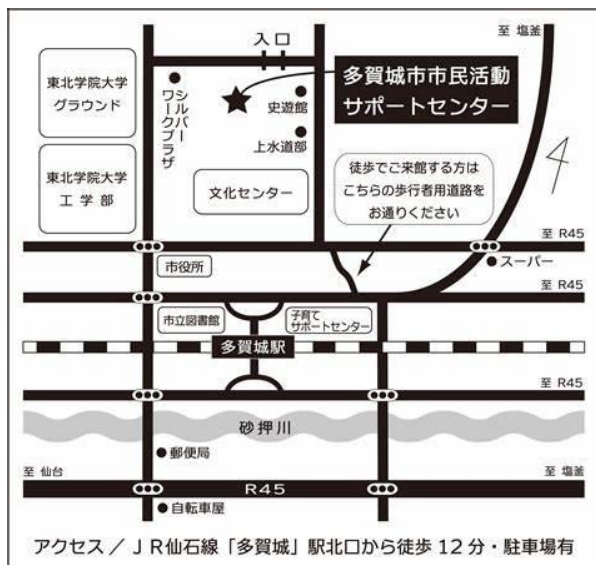 至 塩釜
入口
東北学院大学
グラウンド
シルバー
ワークプラザ
史遊館
上水道部
多賀城市市民活動
サポートセンター
東北学院大学
工学部
文化センター
徒歩でご来館する方は
こちらの歩行者用道路を
お通りください
至 R45
市役所
スーパー
至 R45
市立図書館
子育て
サポートセンター
多賀城駅
至 R45
砂押川
郵便局
至 仙台
R45
至 塩釜
自転車屋
アクセス／ＪＲ仙石線「多賀城」駅北口から徒歩12分・駐車場有